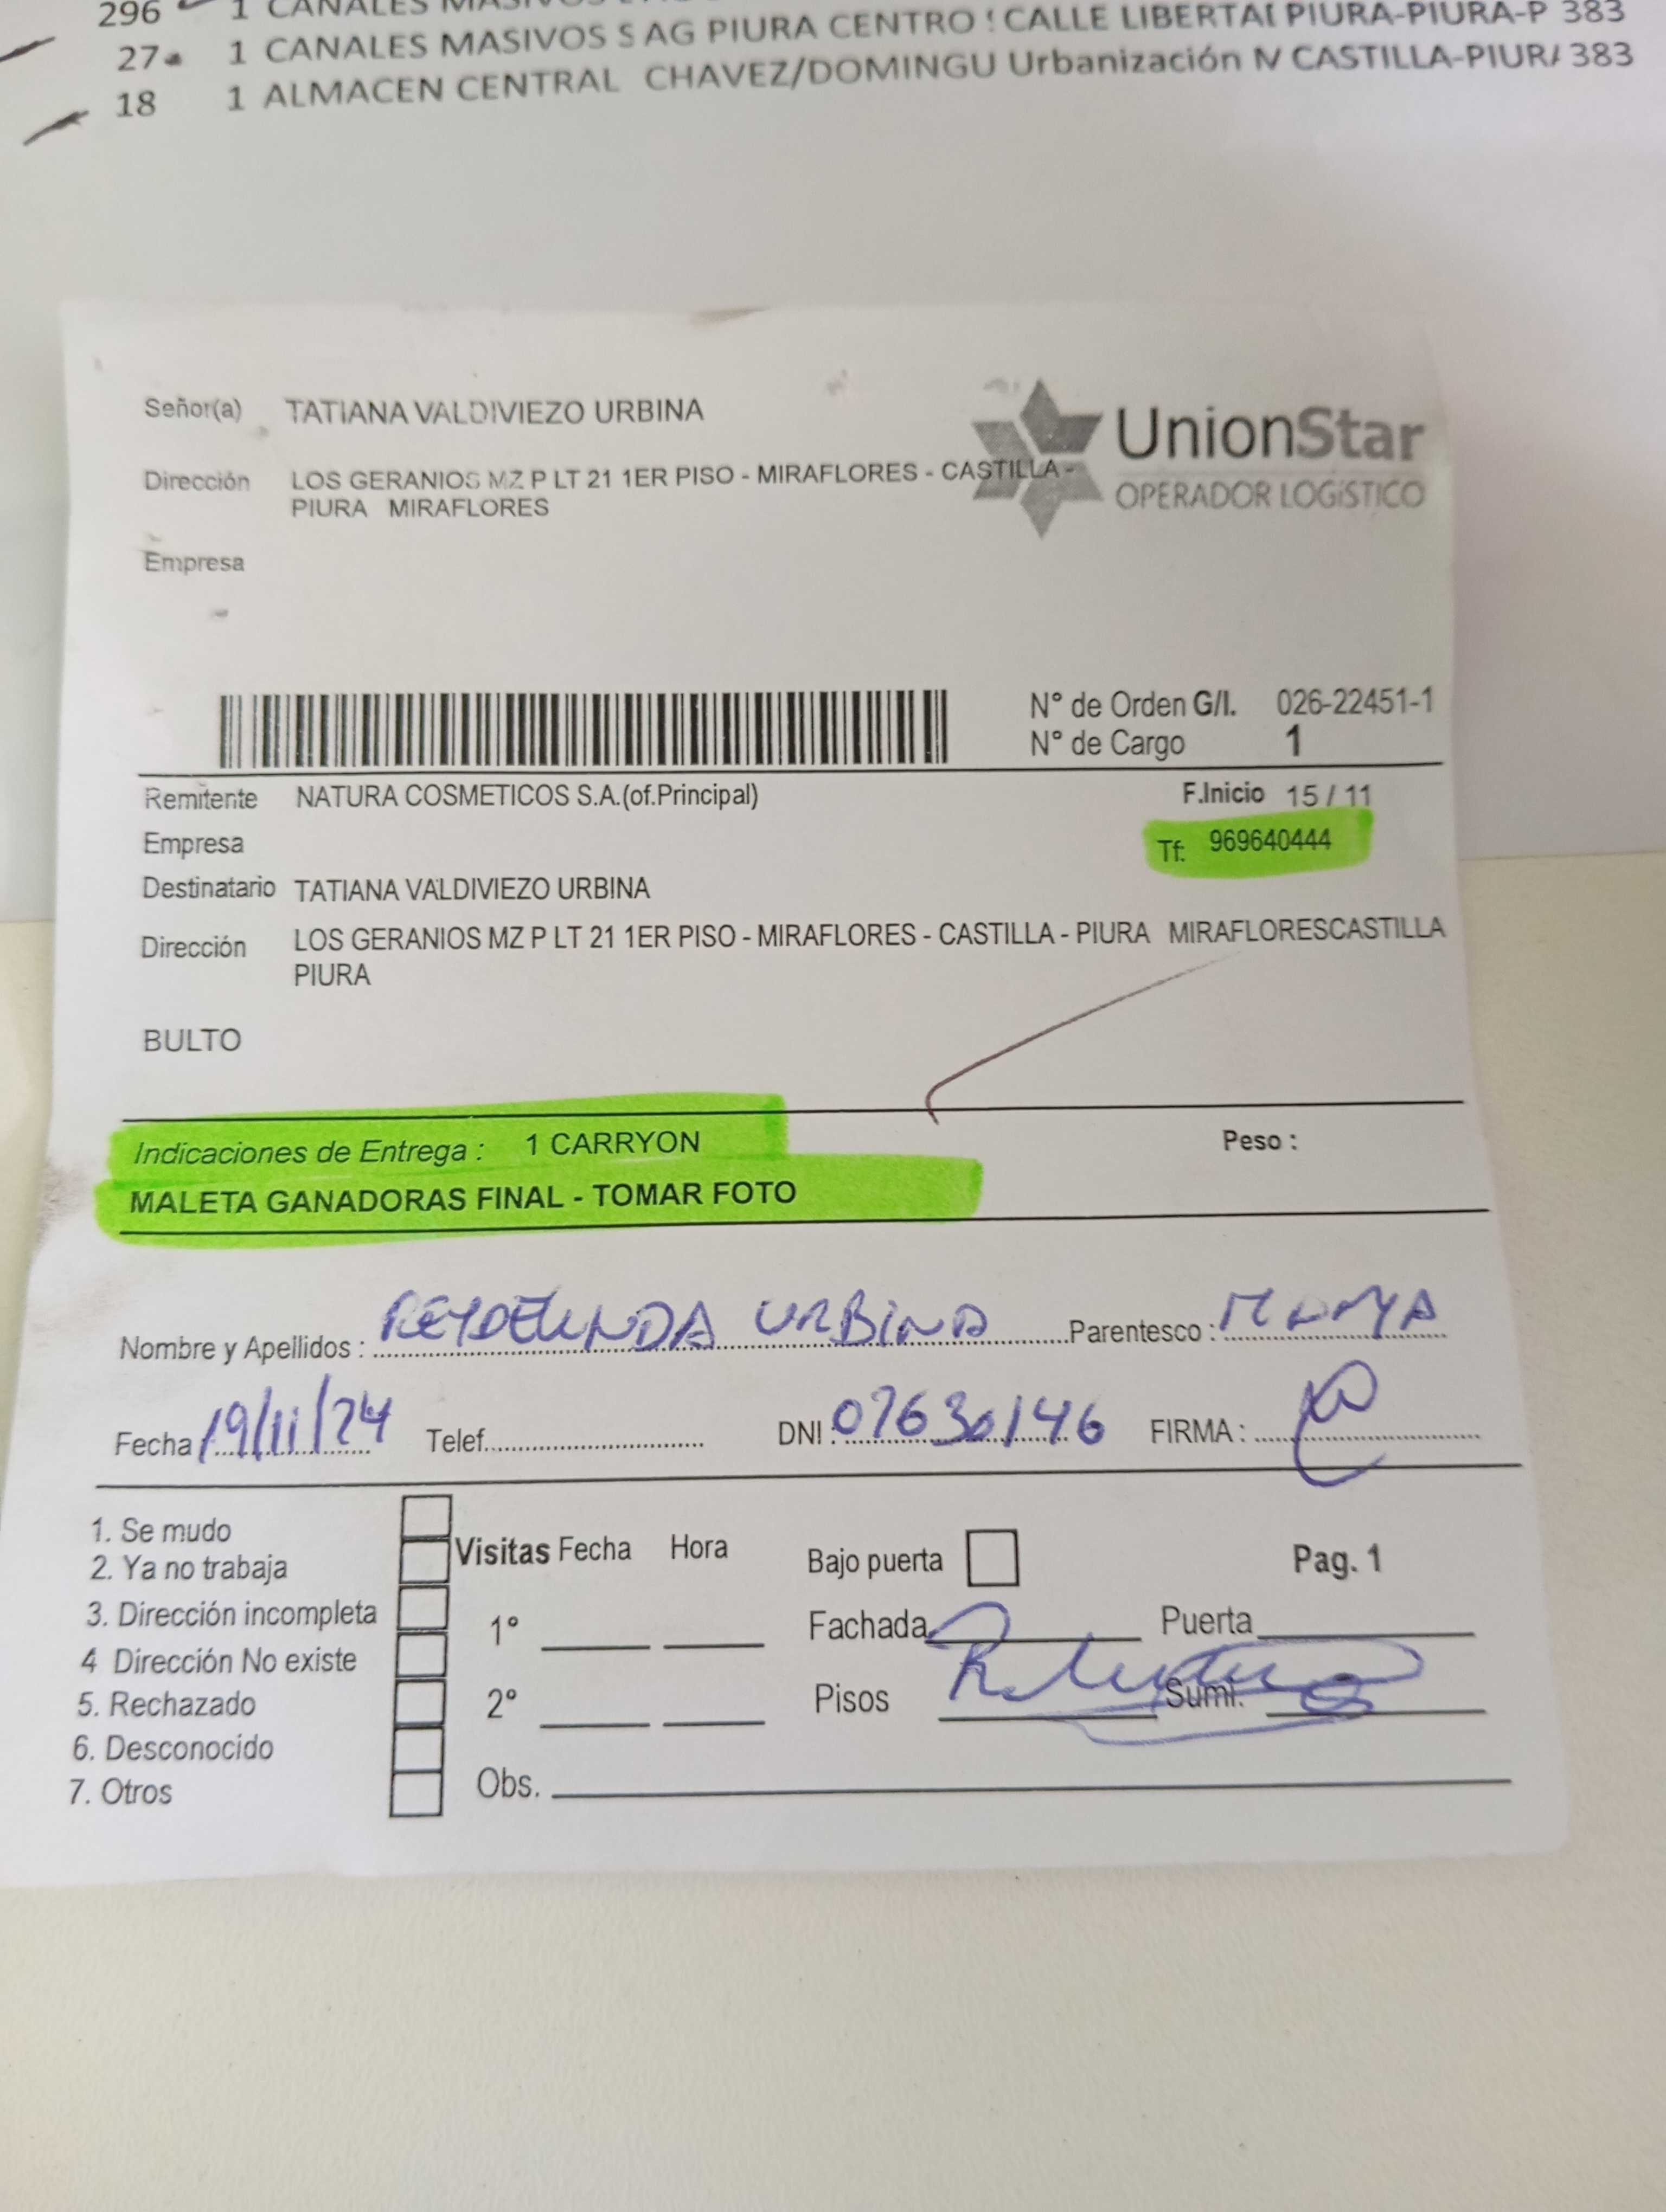 296 1 CANALES
27 1 CANALES MASIVOS S AG PIURA CENTRO ! CALLE LIBERTAI PIURA-PIURA-P 383
18 1 ALMACEN CENTRAL CHAVEZ/DOMINGU Urbanización IV CASTILLA-PIUR/ 383
Señor(a) TATIANA VALDIVIEZO URBINA
UnionStar
OPERADOR LOGÍSTICO
Dirección LOS GERANIOS MZ P LT 21 1ER PISO - MIRAFLORES - CASTILLA -
PIURA MIRAFLORES
Empresa
N° de Orden G/I. 026-22451-1
N° de Cargo 1
Remitente NATURA COSMETICOS S.A.(of.Principal) F.Inicio 15 / 11
Empresa Tf: 969640444
Destinatario TATIANA VALDIVIEZO URBINA
Dirección LOS GERANIOS MZ P LT 21 1ER PISO - MIRAFLORES - CASTILLA - PIURA MIRAFLORESCASTILLA
PIURA
BULTO
Indicaciones de Entrega : 1 CARRYON Peso :
MALETA GANADORAS FINAL - TOMAR FOTO
Nombre y Apellidos : URBINA Parentesco : MAMA
Fecha 19/11/24 Telef. DNI : 07630146 FIRMA :
1. Se mudo
2. Ya no trabaja
3. Dirección incompleta
4 Dirección No existe
5. Rechazado
6. Desconocido
7. Otros
Visitas Fecha Hora
1°
2°
Obs.
Bajo puerta Pag. 1
Fachada Puerta
Pisos Sumi.